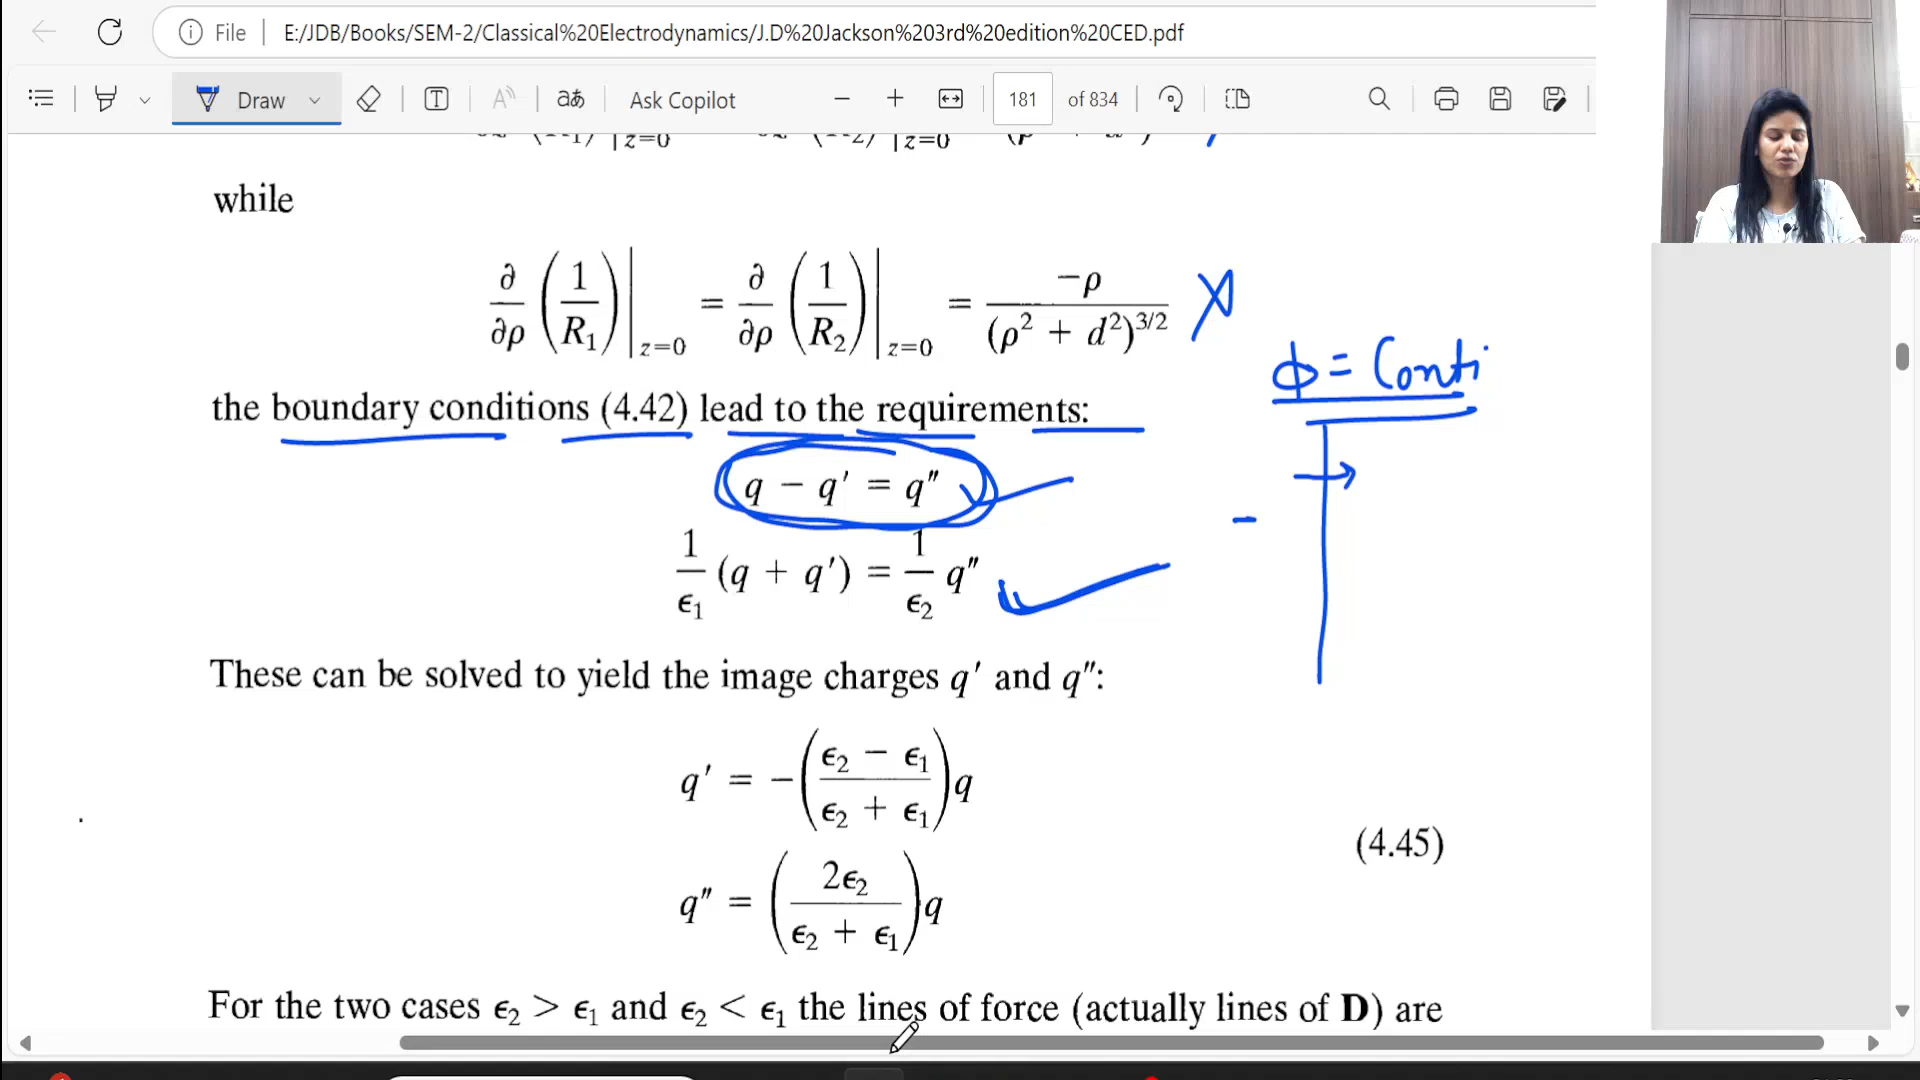 File E:/JDB/Books/SEM-2/Classical%20Electrodynamics/J.D%20Jackson%203rd%20edition%20CED.pdf
Draw T A aあ Ask Copilot 181 of 834
z=0 z=0
while
∂/∂ρ (1/R₁)|z=0 = ∂/∂ρ (1/R₂)|z=0 = −ρ/(ρ² + d²)^3/2
ϕ = Conti
the boundary conditions (4.42) lead to the requirements:
q − q′ = q″
1/ϵ₁ (q + q′) = 1/ϵ₂ q″
These can be solved to yield the image charges q′ and q″:
q′ = −((ϵ₂ − ϵ₁)/(ϵ₂ + ϵ₁))q
(4.45)
q″ = (2ϵ₂/(ϵ₂ + ϵ₁))q
For the two cases ϵ₂ > ϵ₁ and ϵ₂ < ϵ₁ the lines of force (actually lines of D) are